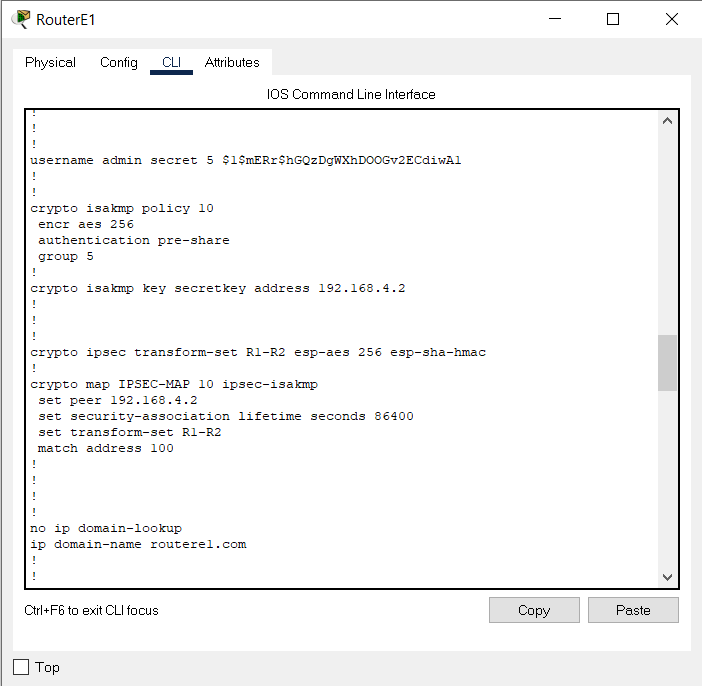 RouterE1
Physical Config CLI Attributes
IOS Command Line Interface
!
!
!
username admin secret 5 $1$mERr$hGQzDgWXhDOOGv2ECdiwA1
!
!
crypto isakmp policy 10
encr aes 256
authentication pre-share
group 5
!
crypto isakmp key secretkey address 192.168.4.2
!
!
!
crypto ipsec transform-set R1-R2 esp-aes 256 esp-sha-hmac
!
crypto map IPSEC-MAP 10 ipsec-isakmp
set peer 192.168.4.2
set security-association lifetime seconds 86400
set transform-set R1-R2
match address 100
!
!
!
!
no ip domain-lookup
ip domain-name routere1.com
!
!
Ctrl+F6 to exit CLI focus Copy Paste
Top